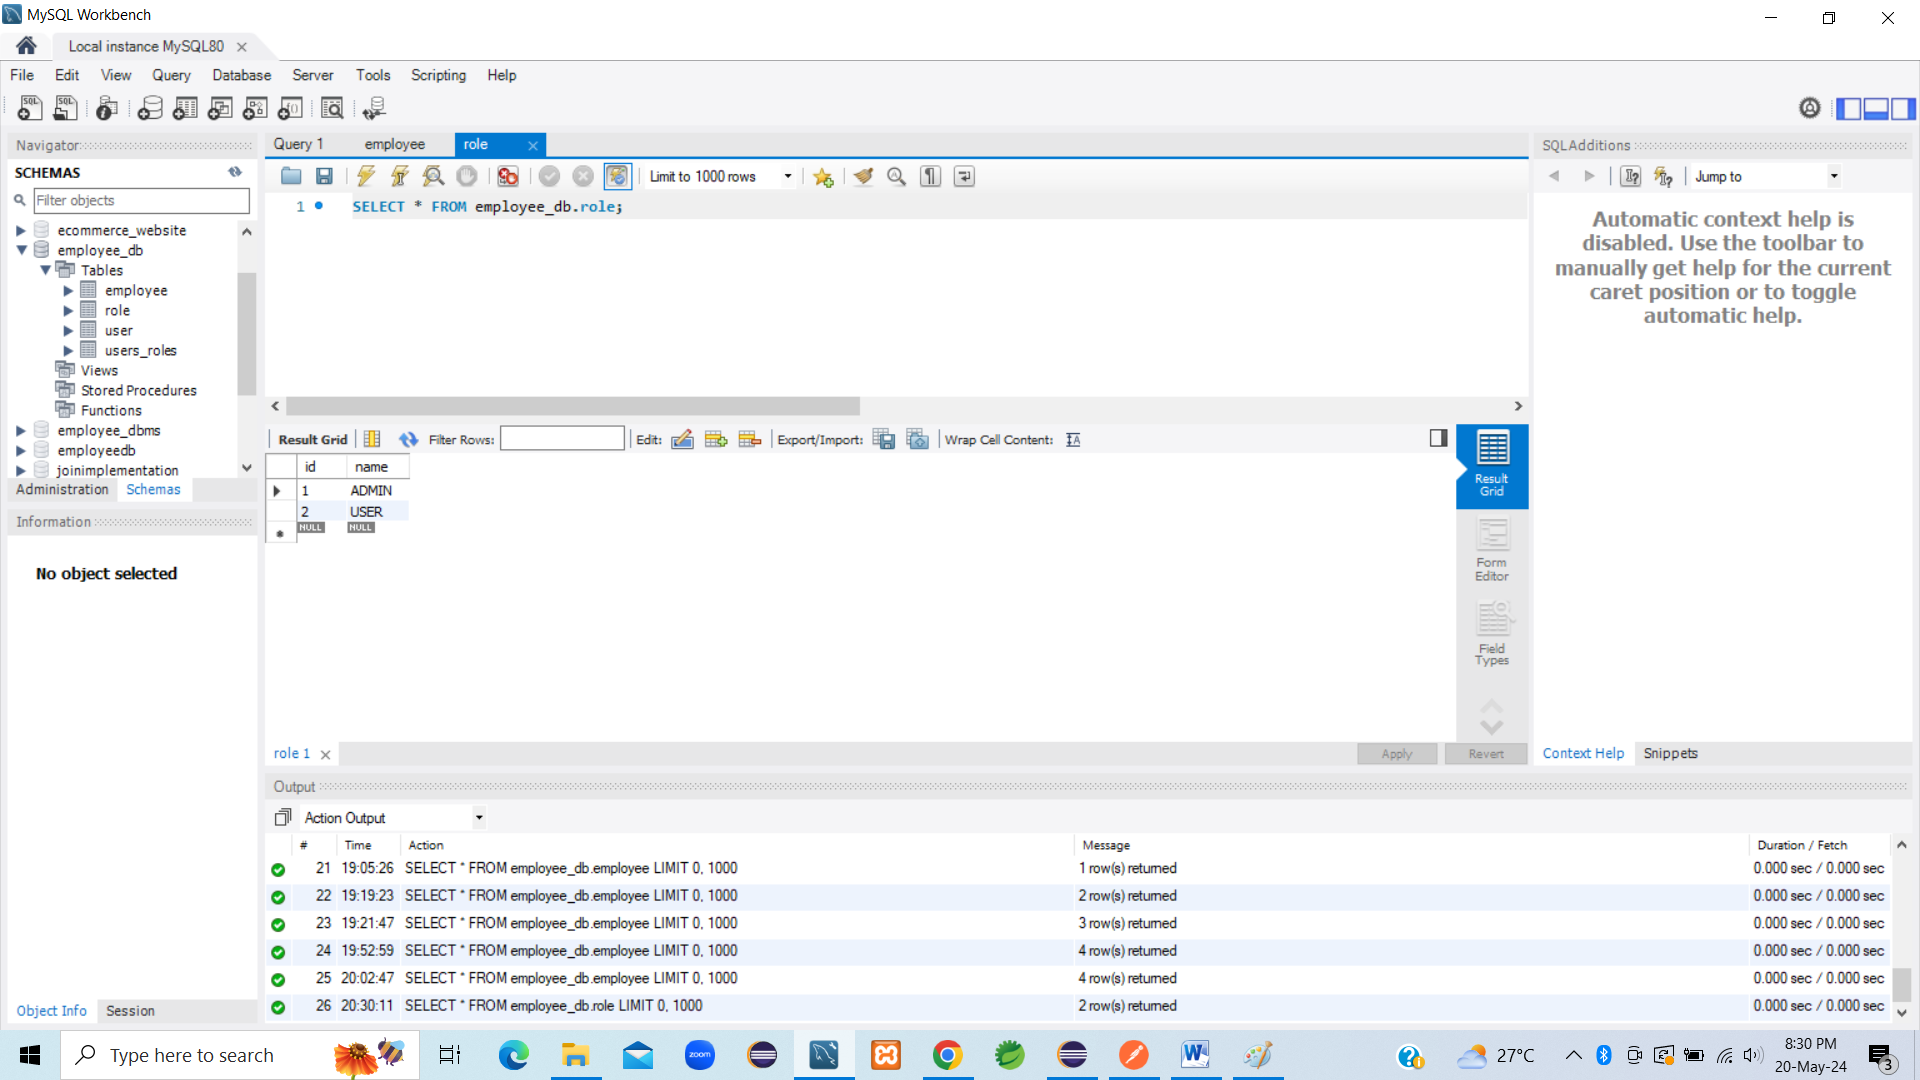 MySQL Workbench
Local instance MySQL80
File Edit View Query Database Server Tools Scripting Help
Navigator
SCHEMAS
Filter objects
ecommerce_website
employee_db
Tables
employee
role
user
users_roles
Views
Stored Procedures
Functions
employee_dbms
employeedb
joinimplementation
Administration Schemas
Information
No object selected
Object Info Session
Query 1 employee role
Limit to 1000 rows
1 SELECT * FROM employee_db.role;
Result Grid Filter Rows: Edit: Export/Import: Wrap Cell Content:
id name
1 ADMIN
2 USER
NULL NULL
Result Grid
Form Editor
Field Types
role 1
Apply Revert
SQLAdditions
Jump to
Automatic context help is
disabled. Use the toolbar to
manually get help for the current
caret position or to toggle
automatic help.
Context Help Snippets
Output
Action Output
# Time Action Message Duration / Fetch
21 19:05:26 SELECT * FROM employee_db.employee LIMIT 0, 1000 1 row(s) returned 0.000 sec / 0.000 sec
22 19:19:23 SELECT * FROM employee_db.employee LIMIT 0, 1000 2 row(s) returned 0.000 sec / 0.000 sec
23 19:21:47 SELECT * FROM employee_db.employee LIMIT 0, 1000 3 row(s) returned 0.000 sec / 0.000 sec
24 19:52:59 SELECT * FROM employee_db.employee LIMIT 0, 1000 4 row(s) returned 0.000 sec / 0.000 sec
25 20:02:47 SELECT * FROM employee_db.employee LIMIT 0, 1000 4 row(s) returned 0.000 sec / 0.000 sec
26 20:30:11 SELECT * FROM employee_db.role LIMIT 0, 1000 2 row(s) returned 0.000 sec / 0.000 sec
Type here to search
zoom
27°C
8:30 PM
20-May-24
3